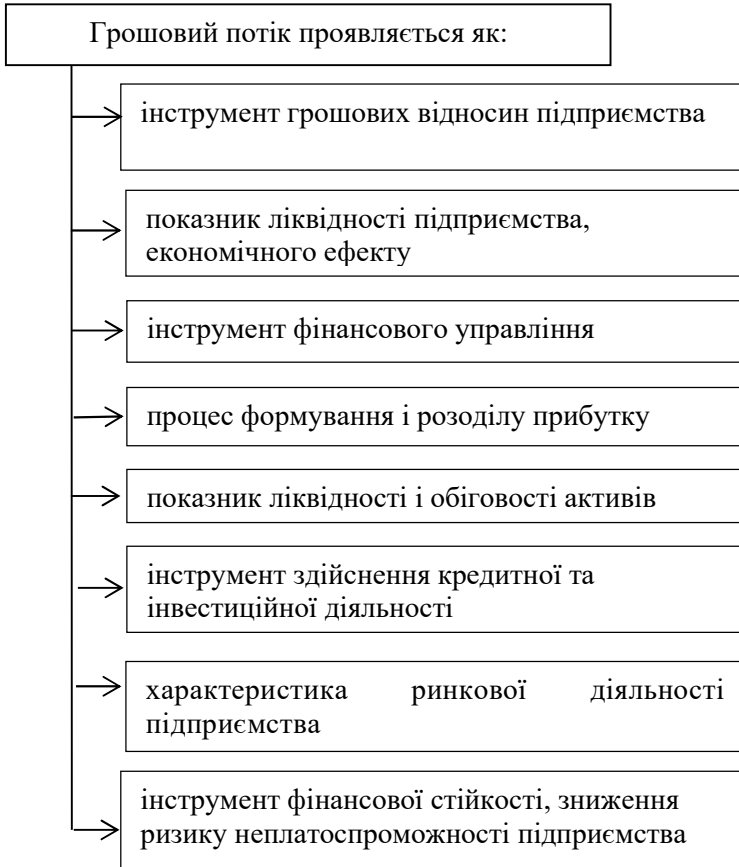 Грошовий потік проявляється як:
інструмент грошових відносин підприємства
показник ліквідності підприємства,
економічного ефекту
інструмент фінансового управління
процес формування і розоділу прибутку
показник ліквідності і обіговості активів
інструмент здійснення кредитної та
інвестиційної діяльності
характеристика ринкової діяльності
підприємства
інструмент фінансової стійкості, зниження
ризику неплатоспроможності підприємства